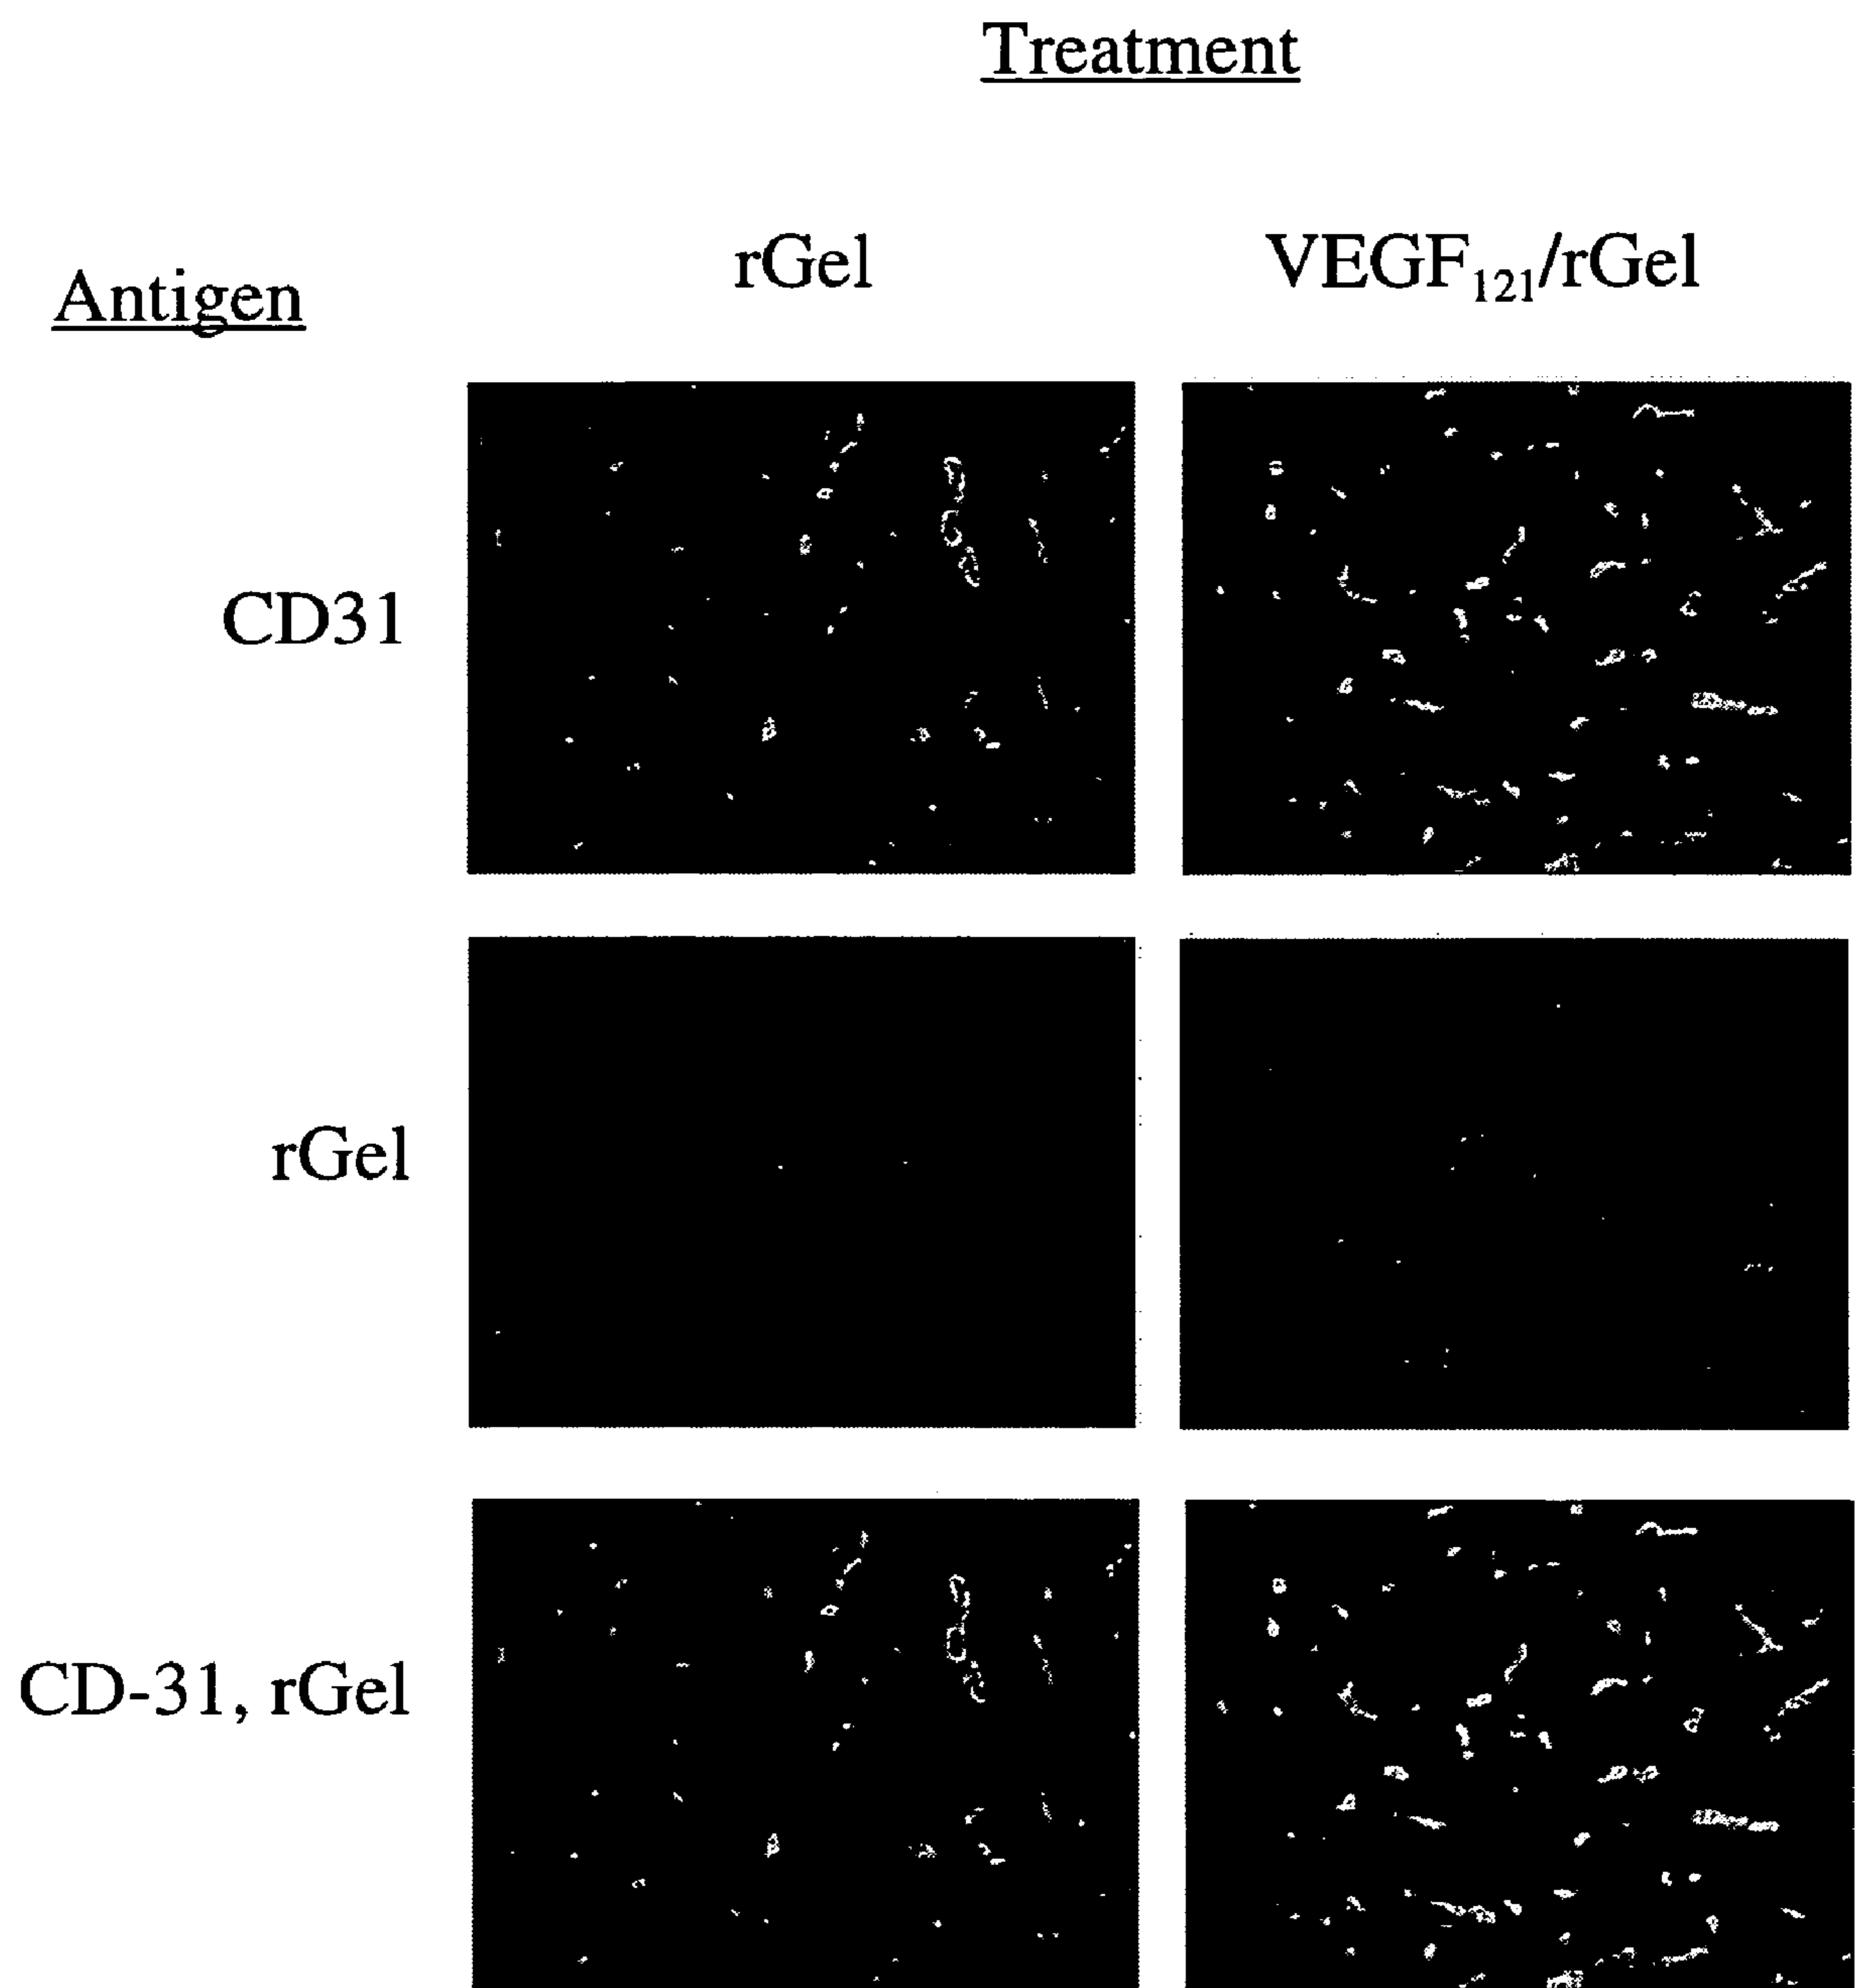 Treatment
Antigen
rGel
VEGF₁₂₁/rGel
CD31
rGel
CD-31, rGel